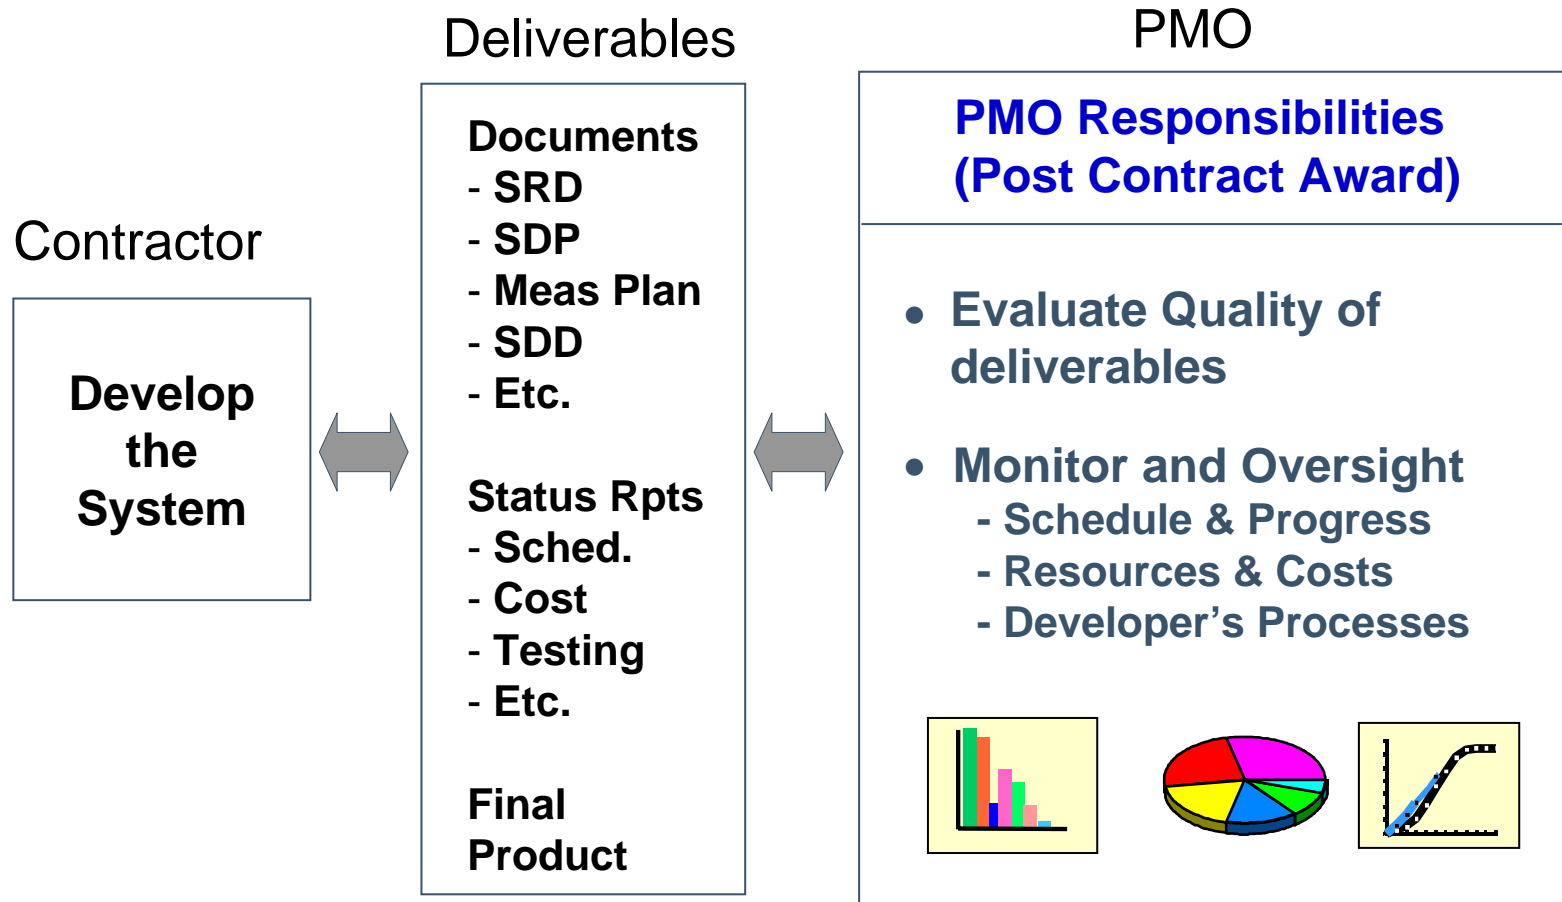 Contractor
Develop
the
System
Deliverables
Documents
- SRD
- SDP
- Meas Plan
- SDD
- Etc.
Status Rpts
- Sched.
- Cost
- Testing
- Etc.
Final
Product
PMO
PMO Responsibilities
(Post Contract Award)
• Evaluate Quality of
deliverables
• Monitor and Oversight
- Schedule & Progress
- Resources & Costs
- Developer’s Processes